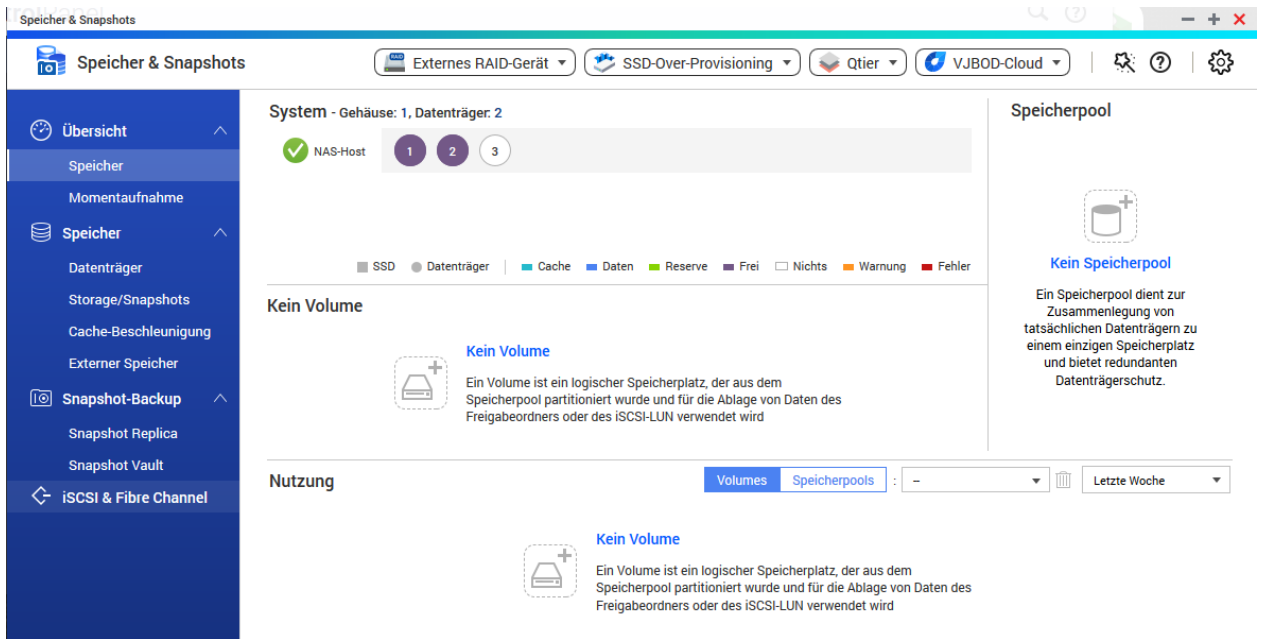 Speicher & Snapshots
Speicher & Snapshots
Externes RAID-Gerät
SSD-Over-Provisioning
Qtier
VJBOD-Cloud
Übersicht
Speicher
Momentaufnahme
Speicher
Datenträger
Storage/Snapshots
Cache-Beschleunigung
Externer Speicher
Snapshot-Backup
Snapshot Replica
Snapshot Vault
iSCSI & Fibre Channel
System - Gehäuse: 1, Datenträger: 2
NAS-Host 1 2 3
SSD Datenträger Cache Daten Reserve Frei Nichts Warnung Fehler
Kein Volume
Kein Volume
Ein Volume ist ein logischer Speicherplatz, der aus dem
Speicherpool partitioniert wurde und für die Ablage von Daten des
Freigabeordners oder des iSCSI-LUN verwendet wird
Speicherpool
Kein Speicherpool
Ein Speicherpool dient zur
Zusammenlegung von
tatsächlichen Datenträgern zu
einem einzigen Speicherplatz
und bietet redundanten
Datenträgerschutz.
Nutzung
Volumes Speicherpools : –
Letzte Woche
Kein Volume
Ein Volume ist ein logischer Speicherplatz, der aus dem
Speicherpool partitioniert wurde und für die Ablage von Daten des
Freigabeordners oder des iSCSI-LUN verwendet wird